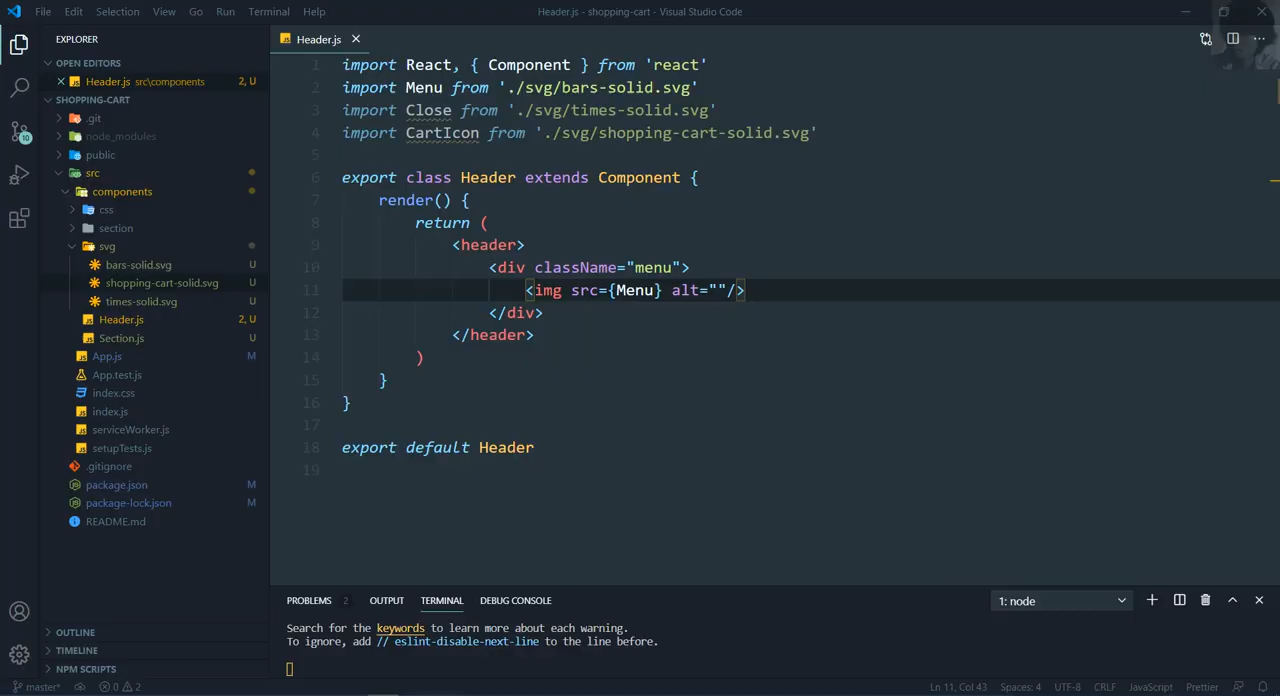 File Edit Selection View Go Run Terminal Help Header.js - shopping-cart - Visual Studio Code
EXPLORER
OPEN EDITORS
Header.js src\components 2, U
SHOPPING-CART
.git
node_modules
public
src
components
css
section
svg
bars-solid.svg U
shopping-cart-solid.svg U
times-solid.svg U
Header.js 2, U
Section.js U
App.js M
App.test.js
index.css
index.js
serviceWorker.js
setupTests.js
.gitignore
package.json M
package-lock.json M
README.md
OUTLINE
TIMELINE
NPM SCRIPTS
10
Header.js
1 import React, { Component } from 'react'
2 import Menu from './svg/bars-solid.svg'
3 import Close from './svg/times-solid.svg'
4 import CartIcon from './svg/shopping-cart-solid.svg'
5
6 export class Header extends Component {
7 render() {
8 return (
9 <header>
10 <div className="menu">
11 <img src={Menu} alt=""/>
12 </div>
13 </header>
14 )
15 }
16 }
17
18 export default Header
19
PROBLEMS 2 OUTPUT TERMINAL DEBUG CONSOLE 1: node
Search for the keywords to learn more about each warning.
To ignore, add // eslint-disable-next-line to the line before.
master* 0 2 Ln 11, Col 43 Spaces: 4 UTF-8 CRLF JavaScript Prettier